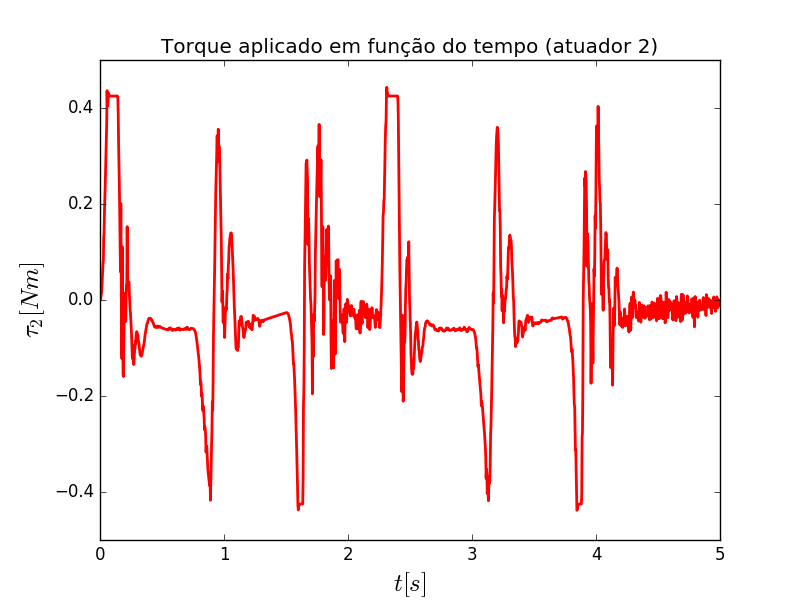 Torque aplicado em função do tempo (atuador 2)
τ₂[Nm]
0.4
0.2
0.0
−0.2
−0.4
0 1 2 3 4 5
t[s]